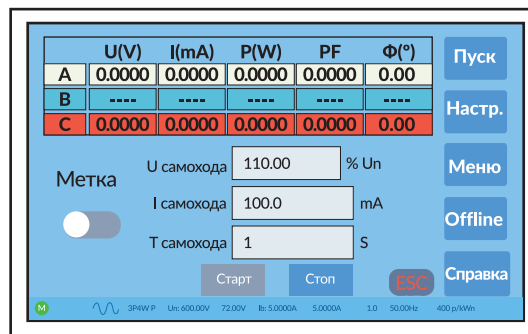 U(V) I(mA) P(W) PF Φ(º)
A 0.0000 0.0000 0.0000 0.0000 0.00
B ---- ---- ---- ---- ----
C 0.0000 0.0000 0.0000 0.0000 0.00
Пуск
Настр.
Меню
Offline
Справка
Метка
U самохода 110.00 % Un
I самохода 100.0 mA
T самохода 1 S
Старт Стоп ESC
M 3P4W P Un: 600.00V 72.00V Ib: 5.0000A 5.0000A 1.0 50.00Hz 400 p/kWn